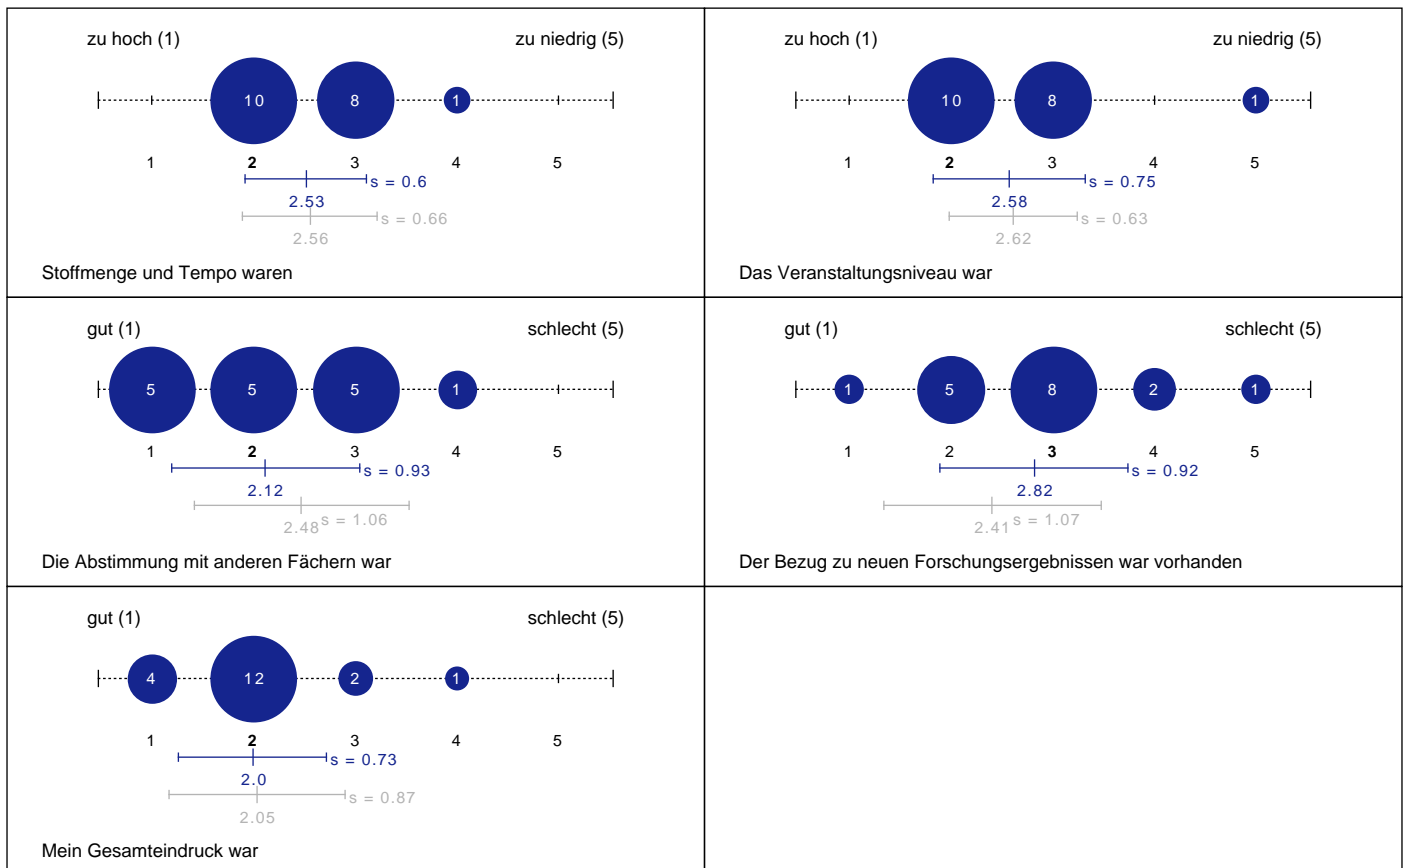 zu hoch (1) zu niedrig (5)
10 8 1
1 2 3 4 5
s = 0.6
2.53
s = 0.66
2.56
Stoffmenge und Tempo waren
zu hoch (1) zu niedrig (5)
10 8 1
1 2 3 4 5
s = 0.75
2.58
s = 0.63
2.62
Das Veranstaltungsniveau war
gut (1) schlecht (5)
5 5 5 1
1 2 3 4 5
s = 0.93
2.12
s = 1.06
2.48
Die Abstimmung mit anderen Fächern war
gut (1) schlecht (5)
1 5 8 2 1
1 2 3 4 5
s = 0.92
2.82
s = 1.07
2.41
Der Bezug zu neuen Forschungsergebnissen war vorhanden
gut (1) schlecht (5)
4 12 2 1
1 2 3 4 5
s = 0.73
2.0
s = 0.87
2.05
Mein Gesamteindruck war